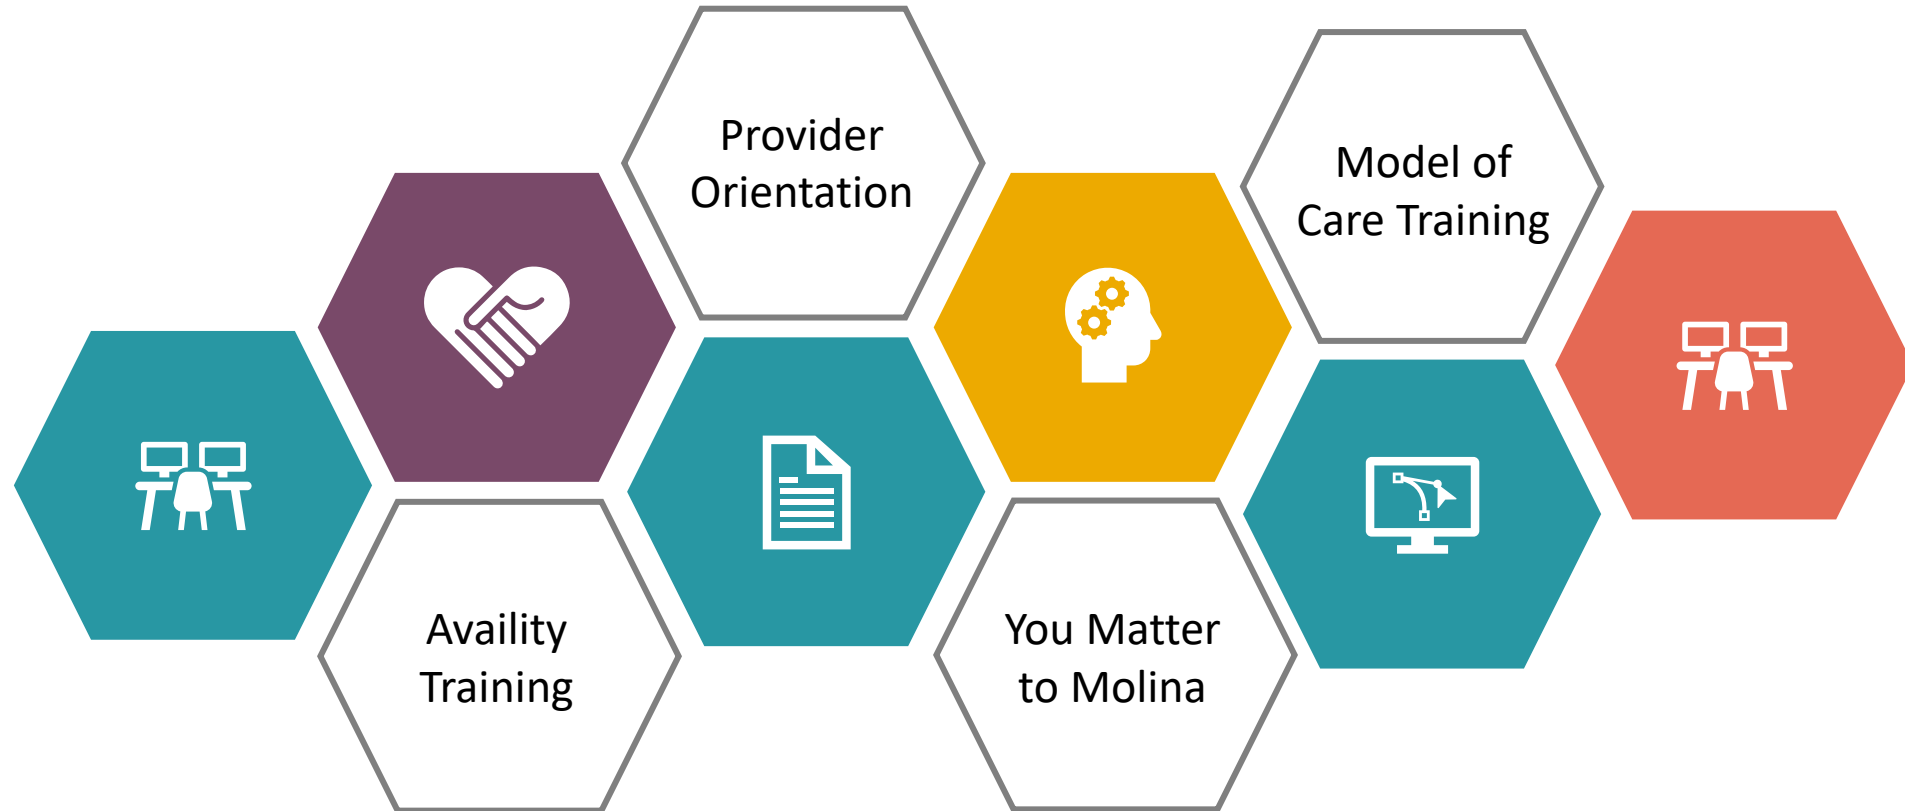 Provider
Orientation
Model of
Care Training
Availity
Training
You Matter
to Molina